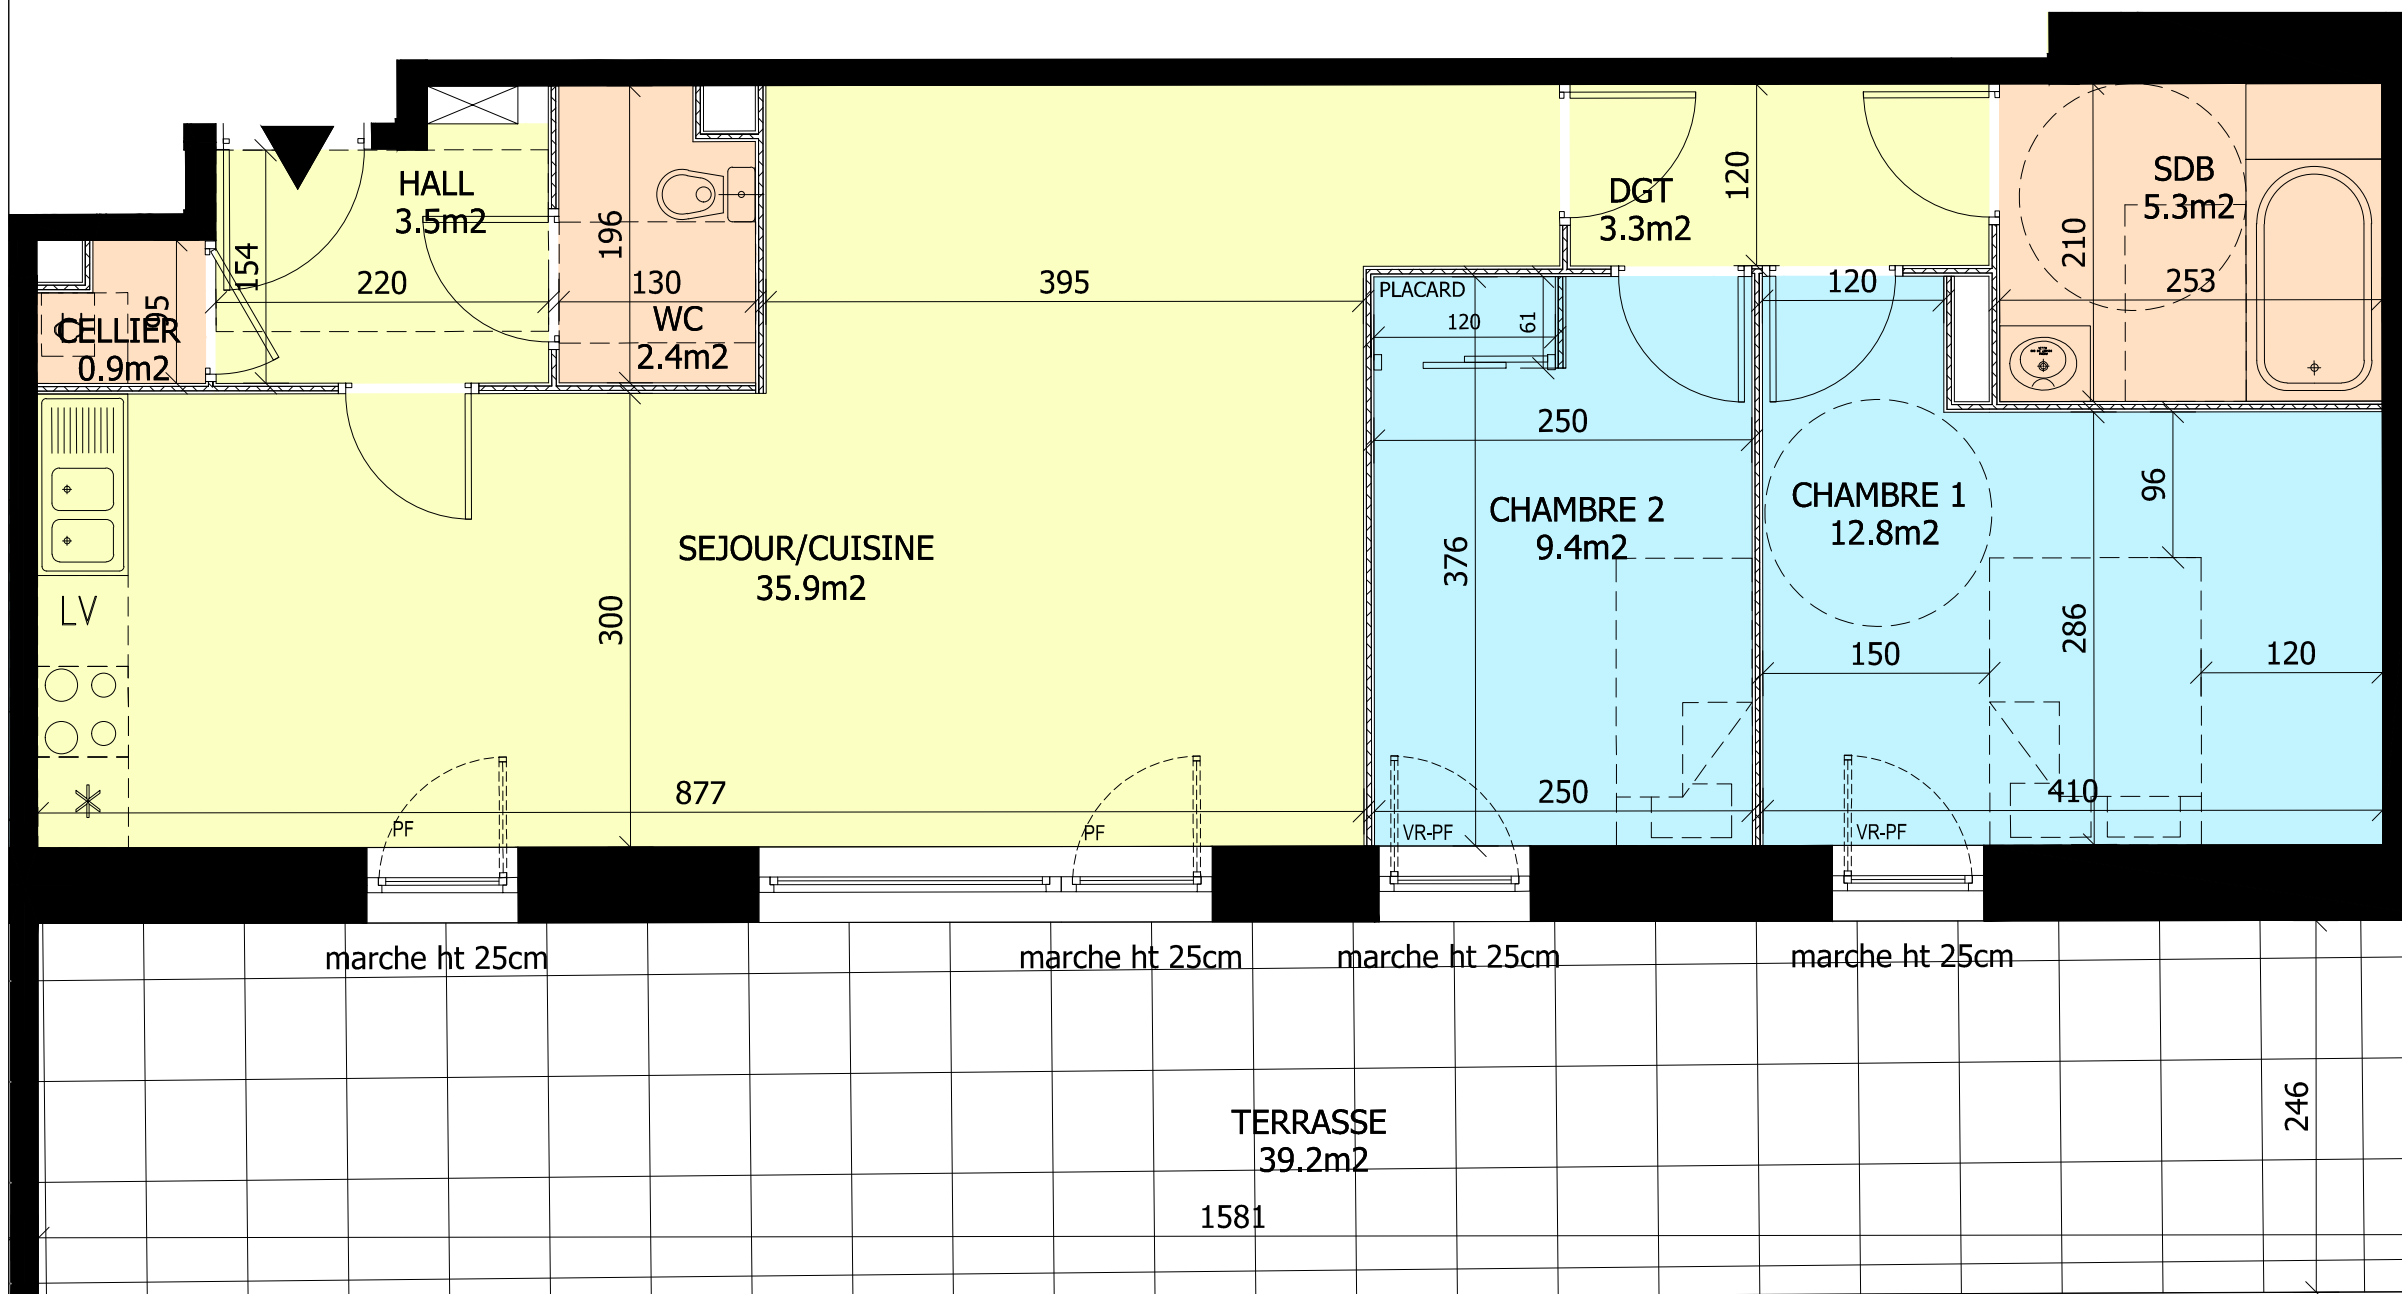 HALL
3.5m2
154
220
196
130
WC
2.4m2
95
CELLIER
0.9m2
395
DGT
3.3m2
120
SDB
5.3m2
210
253
PLACARD
120
61
120
250
CHAMBRE 2
9.4m2
376
CHAMBRE 1
12.8m2
96
286
150
120
SEJOUR/CUISINE
35.9m2
300
LV
877
250
410
PF
PF
VR-PF
VR-PF
marche ht 25cm
marche ht 25cm
marche ht 25cm
marche ht 25cm
TERRASSE
39.2m2
246
1581